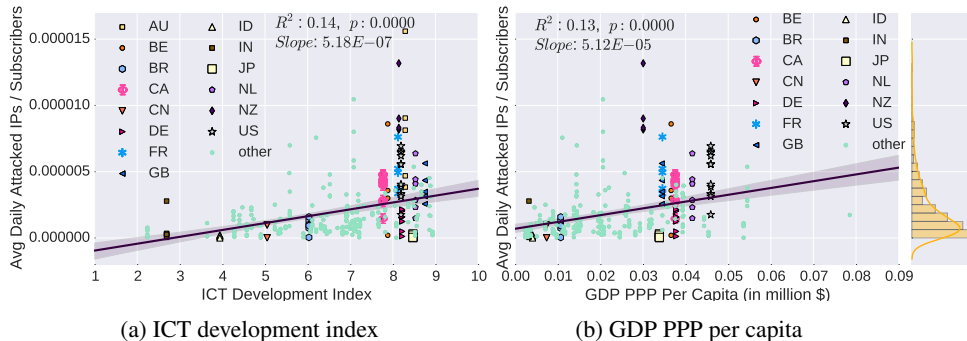 R² : 0.14, p : 0.0000
Slope : 5.18E−07
AU
BE
BR
CA
CN
DE
FR
GB
ID
IN
JP
NL
NZ
US
other
0.000015
0.000010
0.000005
0.000000
Avg Daily Attacked IPs / Subscribers
1 2 3 4 5 6 7 8 9 10
ICT Development Index
(a) ICT development index
R² : 0.13, p : 0.0000
Slope : 5.12E−05
BE
BR
CA
CN
DE
FR
GB
ID
IN
JP
NL
NZ
US
other
Avg Daily Attacked IPs / Subscribers
0.00 0.01 0.02 0.03 0.04 0.05 0.06 0.07 0.08 0.09
GDP PPP Per Capita (in million $)
(b) GDP PPP per capita